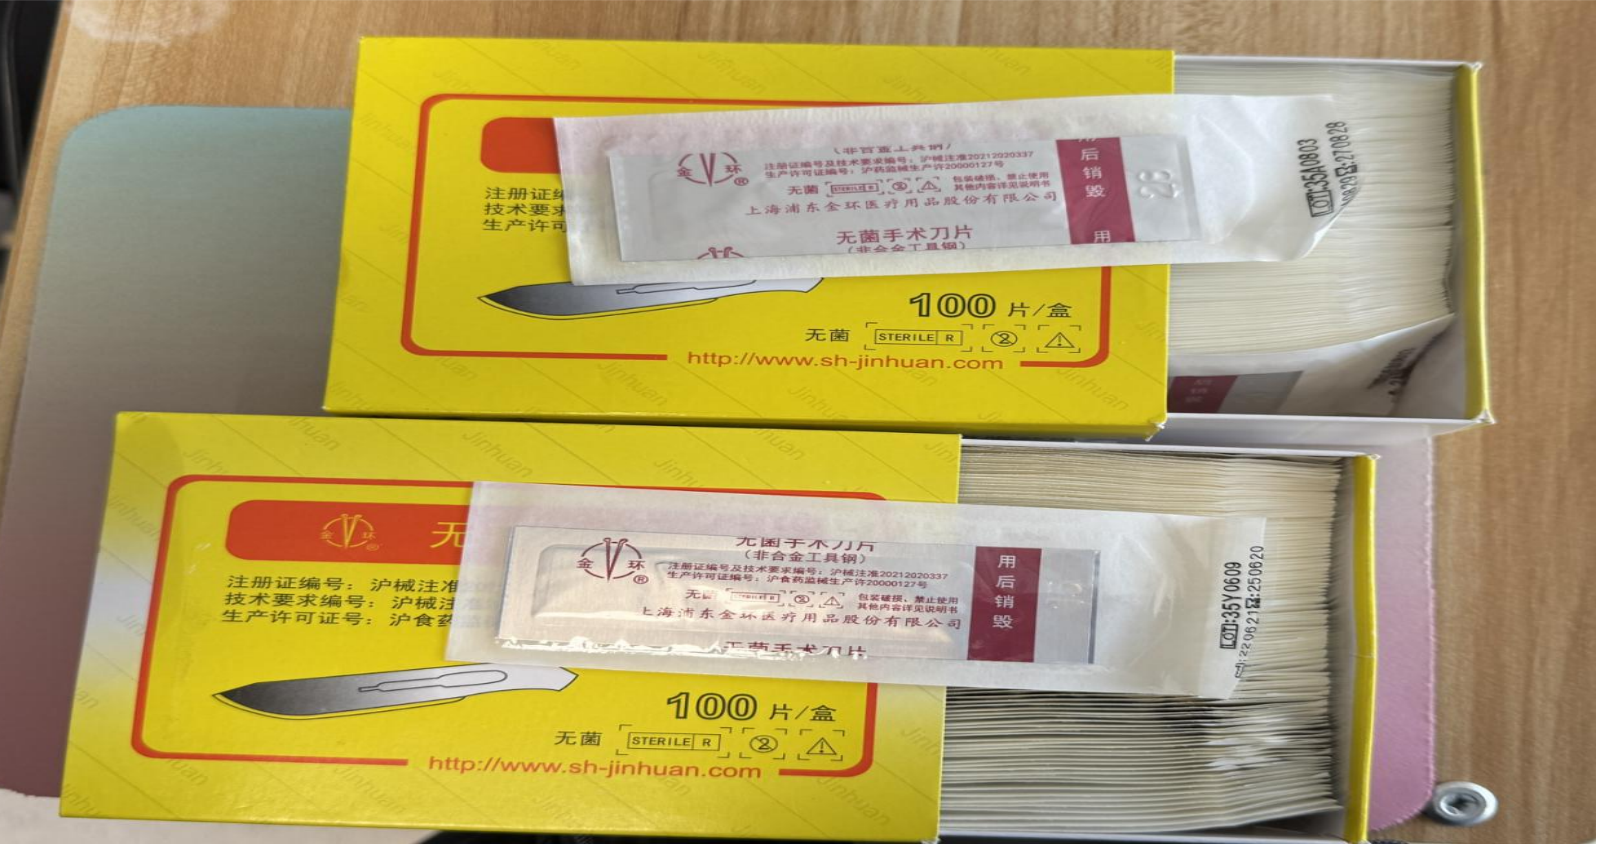 注册证编
技术要求
生产许可
金 环 ®
(非合金工具钢)
注册证编号及技术要求编号:沪械注准20212020337
生产许可证编号:沪药监械生产许20000127号
无菌 STERILE R 包装破损、禁止使用
其他内容详见说明书
上海浦东金环医疗用品股份有限公司
无菌手术刀片
(非合金工具钢)
用后销毁
用
LOT:35A0803
:270828
100 片/盒
无菌 STERILE R
http://www.sh-jinhuan.com
金 环 ®
无
注册证编号:沪械注准
技术要求编号:沪械注
生产许可证号:沪食药
金 环 ®
无菌手术刀片
(非合金工具钢)
注册证编号及技术要求编号:沪械注准20212020337
生产许可证编号:沪食药监械生产许20000127号
无菌 STERILE R 包装破损、禁止使用
其他内容详见说明书
上海浦东金环医疗用品股份有限公司
无菌手术刀片
用后销毁
LOT:35Y0609
:220621 :250620
100 片/盒
无菌 STERILE R
http://www.sh-jinhuan.com
Jinhuan